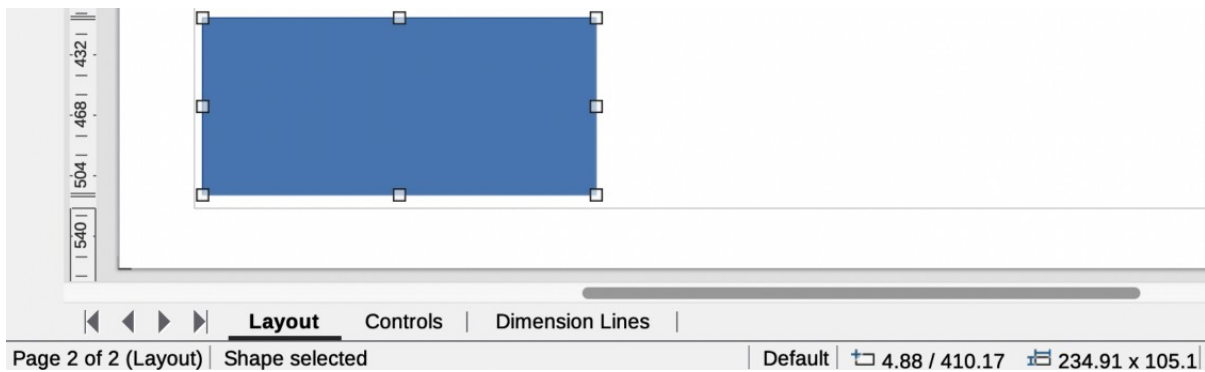 432
468
504
540
Layout Controls | Dimension Lines |
Page 2 of 2 (Layout) Shape selected Default 4.88 / 410.17 234.91 x 105.1